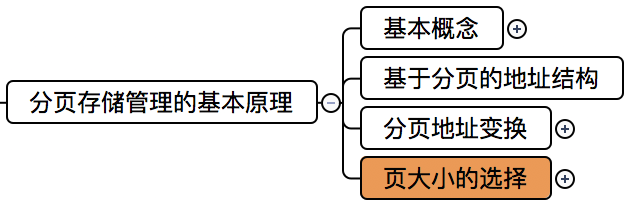 基本概念
基于分页的地址结构
分页存储管理的基本原理
分页地址变换
页大小的选择